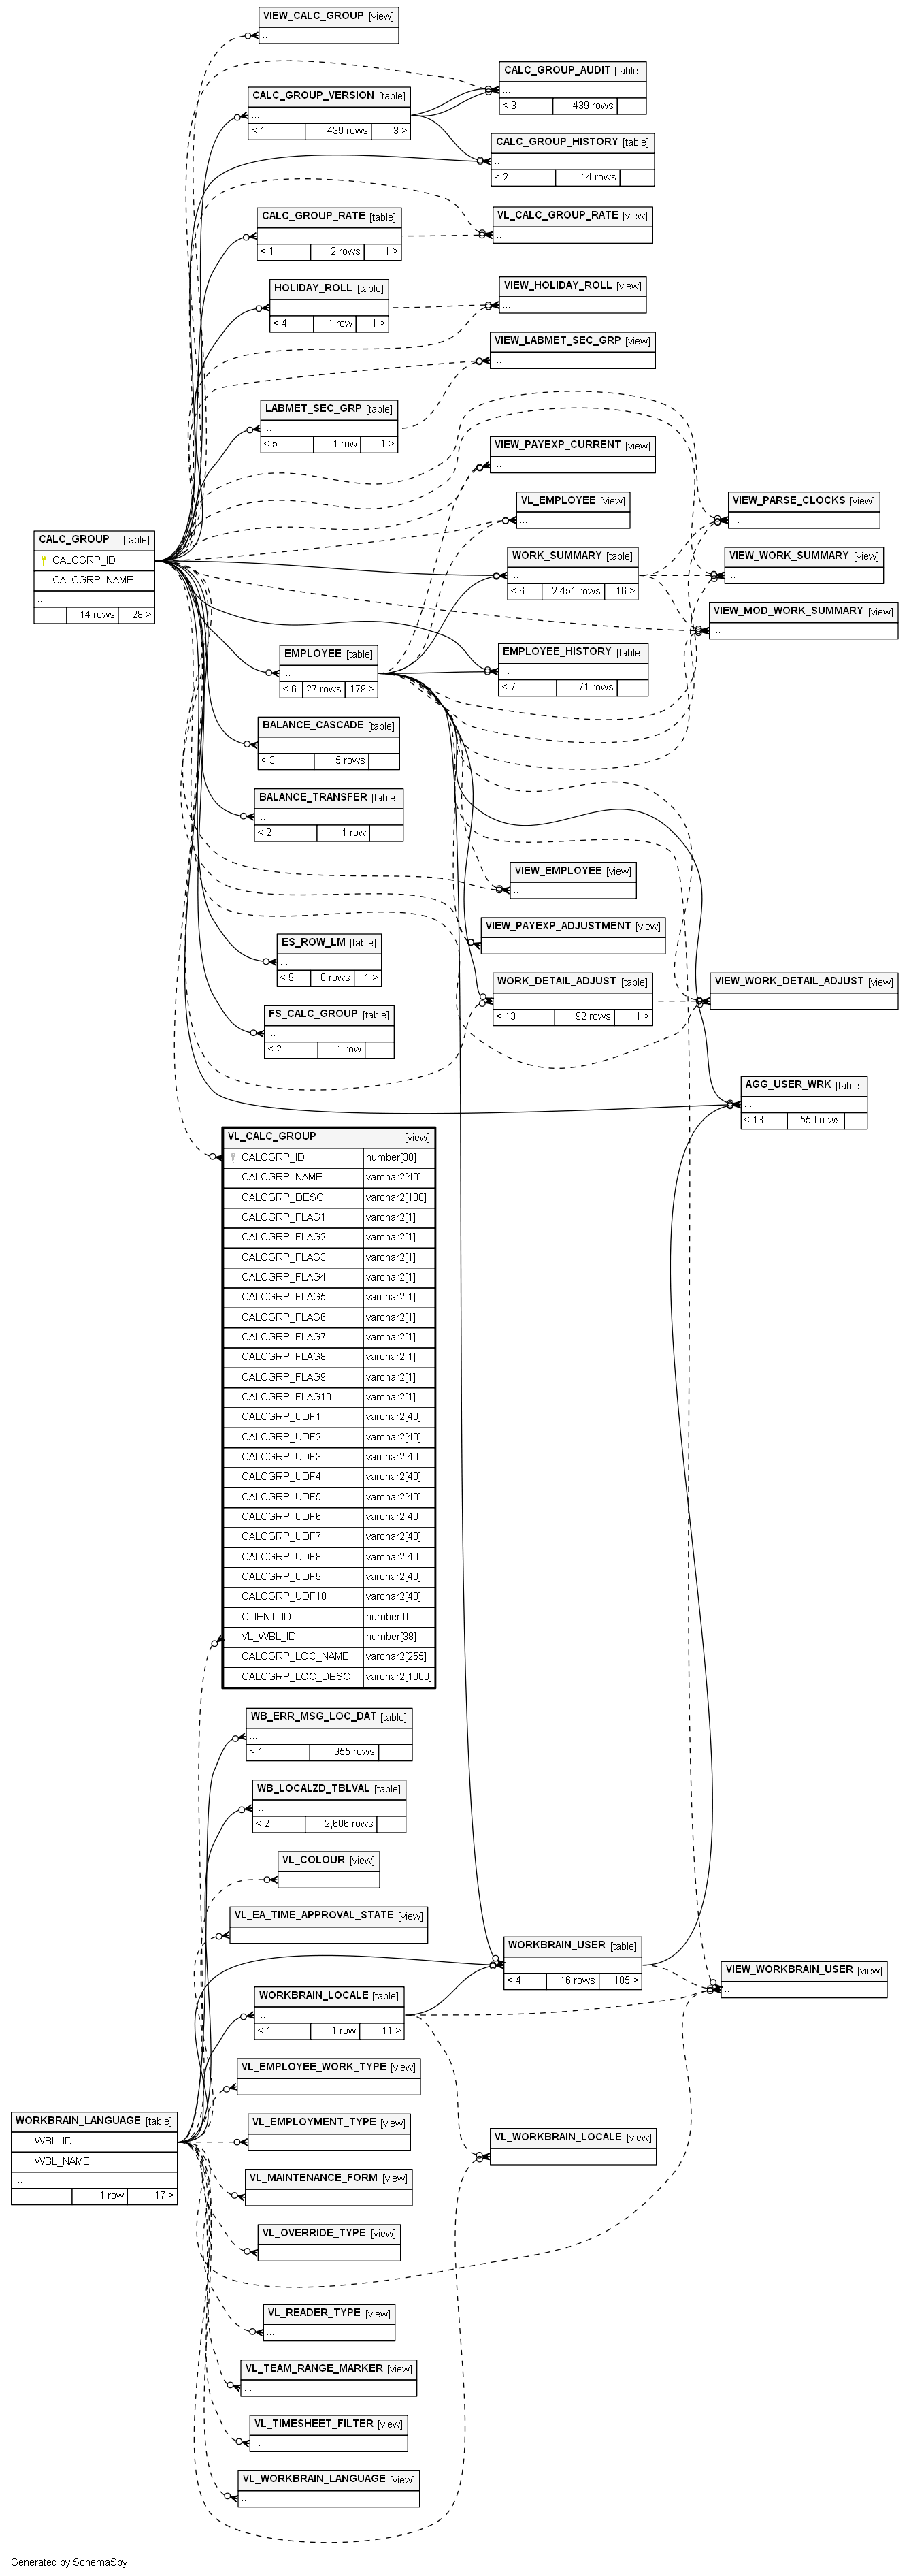 VIEW_CALC_GROUP [view]
...
CALC_GROUP_AUDIT [table]
...
< 3 439 rows
CALC_GROUP_VERSION [table]
...
< 1 439 rows 3 >
CALC_GROUP_HISTORY [table]
...
< 2 14 rows
CALC_GROUP_RATE [table]
...
< 1 2 rows 1 >
VL_CALC_GROUP_RATE [view]
...
HOLIDAY_ROLL [table]
...
< 4 1 row 1 >
VIEW_HOLIDAY_ROLL [view]
...
VIEW_LABMET_SEC_GRP [view]
...
LABMET_SEC_GRP [table]
...
< 5 1 row 1 >
VIEW_PAYEXP_CURRENT [view]
...
VL_EMPLOYEE [view]
...
VIEW_PARSE_CLOCKS [view]
...
CALC_GROUP [table]
CALCGRP_ID
CALCGRP_NAME
...
14 rows 28 >
WORK_SUMMARY [table]
...
< 6 2,451 rows 16 >
VIEW_WORK_SUMMARY [view]
...
VIEW_MOD_WORK_SUMMARY [view]
...
EMPLOYEE [table]
...
< 6 27 rows 179 >
EMPLOYEE_HISTORY [table]
...
< 7 71 rows
BALANCE_CASCADE [table]
...
< 3 5 rows
BALANCE_TRANSFER [table]
...
< 2 1 row
VIEW_EMPLOYEE [view]
...
VIEW_PAYEXP_ADJUSTMENT [view]
...
ES_ROW_LM [table]
...
< 9 0 rows 1 >
WORK_DETAIL_ADJUST [table]
...
< 13 92 rows 1 >
VIEW_WORK_DETAIL_ADJUST [view]
...
FS_CALC_GROUP [table]
...
< 2 1 row
AGG_USER_WRK [table]
...
< 13 550 rows
VL_CALC_GROUP [view]
CALCGRP_ID number[38]
CALCGRP_NAME varchar2[40]
CALCGRP_DESC varchar2[100]
CALCGRP_FLAG1 varchar2[1]
CALCGRP_FLAG2 varchar2[1]
CALCGRP_FLAG3 varchar2[1]
CALCGRP_FLAG4 varchar2[1]
CALCGRP_FLAG5 varchar2[1]
CALCGRP_FLAG6 varchar2[1]
CALCGRP_FLAG7 varchar2[1]
CALCGRP_FLAG8 varchar2[1]
CALCGRP_FLAG9 varchar2[1]
CALCGRP_FLAG10 varchar2[1]
CALCGRP_UDF1 varchar2[40]
CALCGRP_UDF2 varchar2[40]
CALCGRP_UDF3 varchar2[40]
CALCGRP_UDF4 varchar2[40]
CALCGRP_UDF5 varchar2[40]
CALCGRP_UDF6 varchar2[40]
CALCGRP_UDF7 varchar2[40]
CALCGRP_UDF8 varchar2[40]
CALCGRP_UDF9 varchar2[40]
CALCGRP_UDF10 varchar2[40]
CLIENT_ID number[0]
VL_WBL_ID number[38]
CALCGRP_LOC_NAME varchar2[255]
CALCGRP_LOC_DESC varchar2[1000]
WB_ERR_MSG_LOC_DAT [table]
...
< 1 955 rows
WB_LOCALZD_TBLVAL [table]
...
< 2 2,606 rows
VL_COLOUR [view]
...
VL_EA_TIME_APPROVAL_STATE [view]
...
WORKBRAIN_USER [table]
...
< 4 16 rows 105 >
VIEW_WORKBRAIN_USER [view]
...
WORKBRAIN_LOCALE [table]
...
< 1 1 row 11 >
VL_EMPLOYEE_WORK_TYPE [view]
...
WORKBRAIN_LANGUAGE [table]
WBL_ID
WBL_NAME
...
1 row 17 >
VL_EMPLOYMENT_TYPE [view]
...
VL_WORKBRAIN_LOCALE [view]
...
VL_MAINTENANCE_FORM [view]
...
VL_OVERRIDE_TYPE [view]
...
VL_READER_TYPE [view]
...
VL_TEAM_RANGE_MARKER [view]
...
VL_TIMESHEET_FILTER [view]
...
VL_WORKBRAIN_LANGUAGE [view]
...
Generated by SchemaSpy